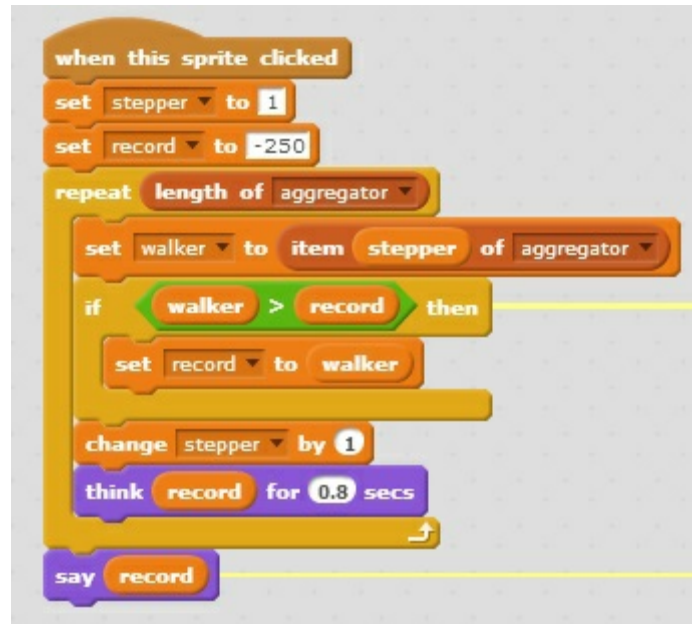 when this sprite clicked
set stepper to 1
set record to -250
repeat length of aggregator
set walker to item stepper of aggregator
if walker > record then
set record to walker
change stepper by 1
think record for 0.8 secs
say record